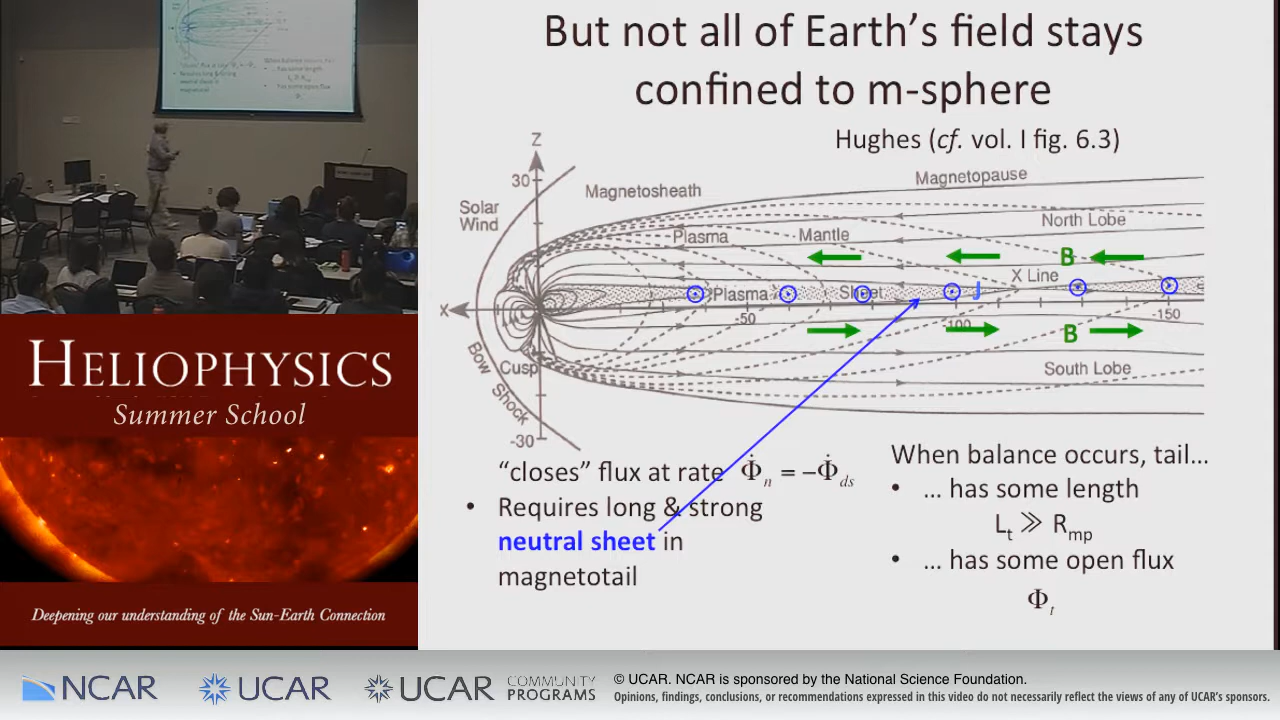 But not all of Earth's field stays
confined to m-sphere
Hughes (cf. vol. I fig. 6.3)
Z
30
Magnetosheath
Magnetopause
Solar
Wind
North Lobe
Plasma
Mantle
B
X Line
Plasma
Sheet
J
X
-50
-100
-150
B
Cusp
South Lobe
Bow Shock
-30
"closes" flux at rate Φ̇n = −Φ̇ds
• Requires long & strong
neutral sheet in
magnetotail
When balance occurs, tail…
• … has some length
Lt ≫ Rmp
• … has some open flux
Φt
HELIOPHYSICS
Summer School
Deepening our understanding of the Sun-Earth Connection
NCAR
UCAR
UCAR
COMMUNITY
PROGRAMS
© UCAR. NCAR is sponsored by the National Science Foundation.
Opinions, findings, conclusions, or recommendations expressed in this video do not necessarily reflect the views of any of UCAR's sponsors.